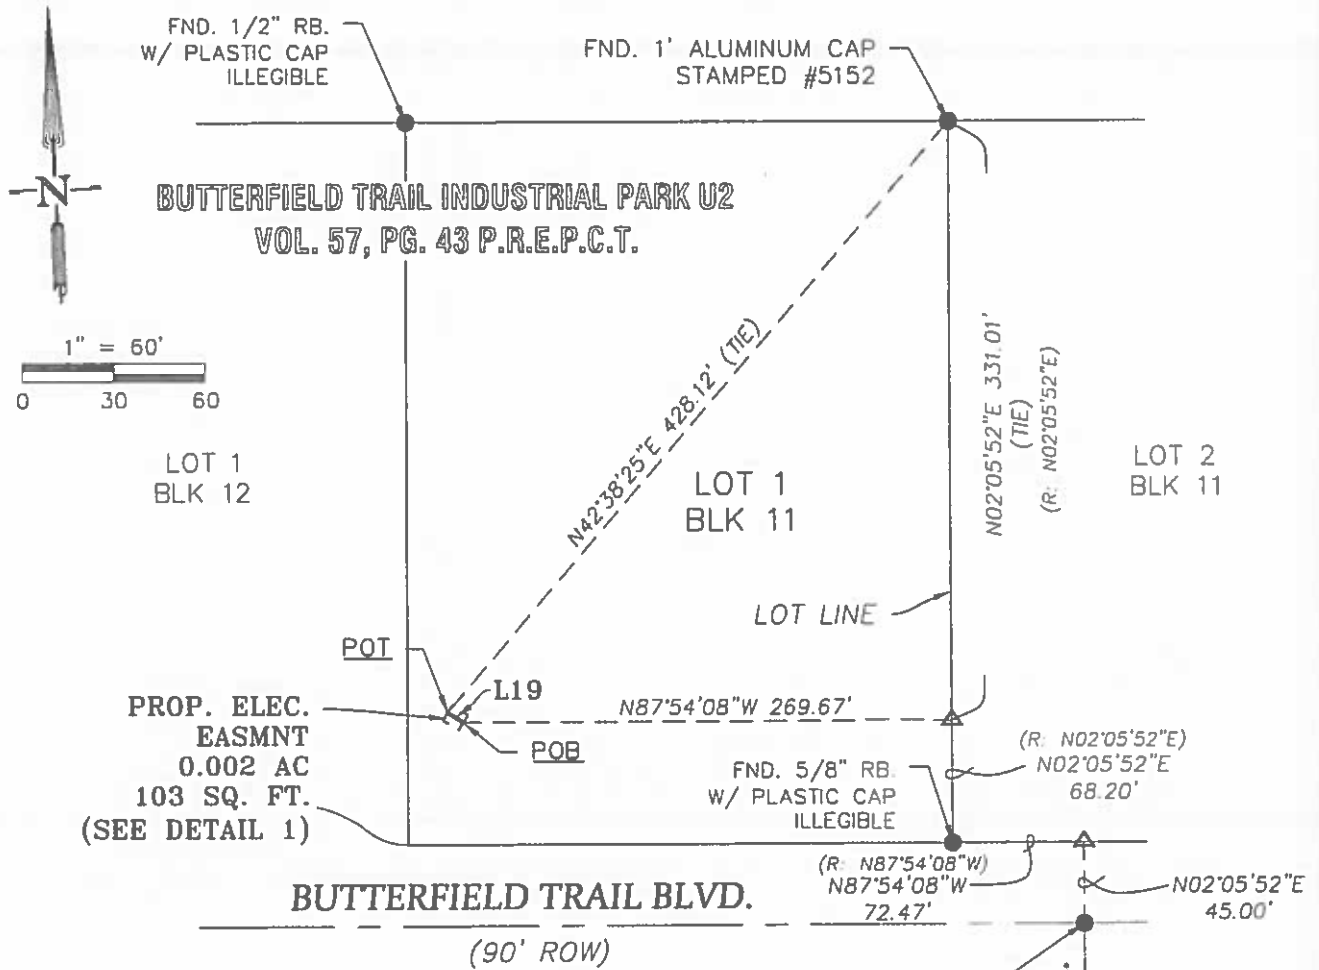 FND. 1/2" RB.
W/ PLASTIC CAP
ILLEGIBLE
FND. 1' ALUMINUM CAP
STAMPED #5152
N
BUTTERFIELD TRAIL INDUSTRIAL PARK U2
VOL. 57, PG. 43 P.R.E.P.C.T.
1" = 60'
0 30 60
LOT 1
BLK 12
N42°38'25"E 428.12' (TIE)
LOT 1
BLK 11
N02°05'52"E 331.01'
(TIE)
(R: N02°05'52"E)
LOT 2
BLK 11
LOT LINE
POT
L19
N87°54'08"W 269.67'
POB
PROP. ELEC.
EASMNT
0.002 AC
103 SQ. FT.
(SEE DETAIL 1)
(R: N02°05'52"E)
N02°05'52"E
68.20'
FND. 5/8" RB.
W/ PLASTIC CAP
ILLEGIBLE
(R: N87°54'08"W)
N87°54'08"W
72.47'
N02°05'52"E
45.00'
BUTTERFIELD TRAIL BLVD.
(90' ROW)